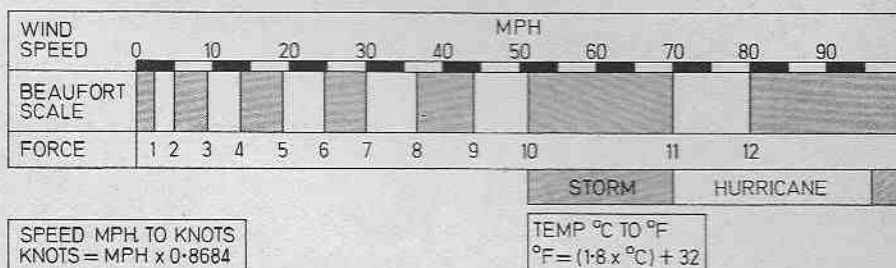 WIND SPEED
MPH
0 10 20 30 40 50 60 70 80 90
BEAUFORT SCALE
FORCE 1 2 3 4 5 6 7 8 9 10 11 12
STORM HURRICANE
SPEED MPH. TO KNOTS
KNOTS = MPH x 0·8684
TEMP °C TO °F
°F = (1·8 x °C) + 32